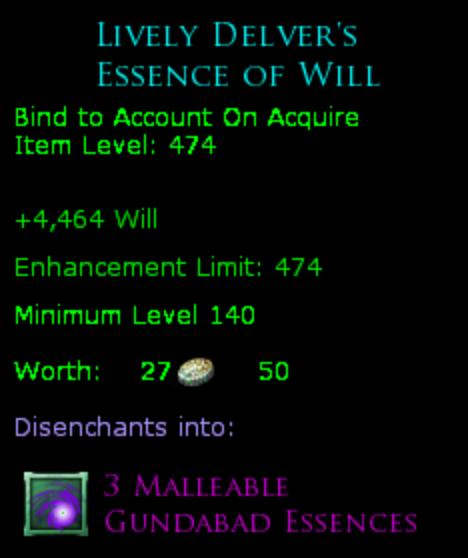 Lively Delver's
Essence of Will
Bind to Account On Acquire
Item Level: 474
+4,464 Will
Enhancement Limit: 474
Minimum Level 140
Worth: 27 50
Disenchants into:
3 Malleable
Gundabad Essences